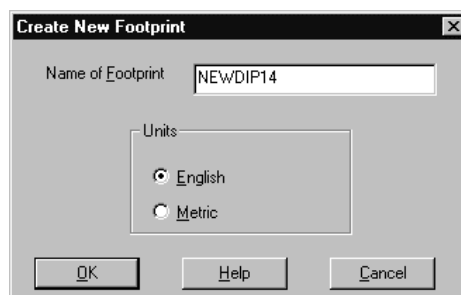 Create New Footprint
Name of Footprint NEWDIP14
Units
English
Metric
OK Help Cancel